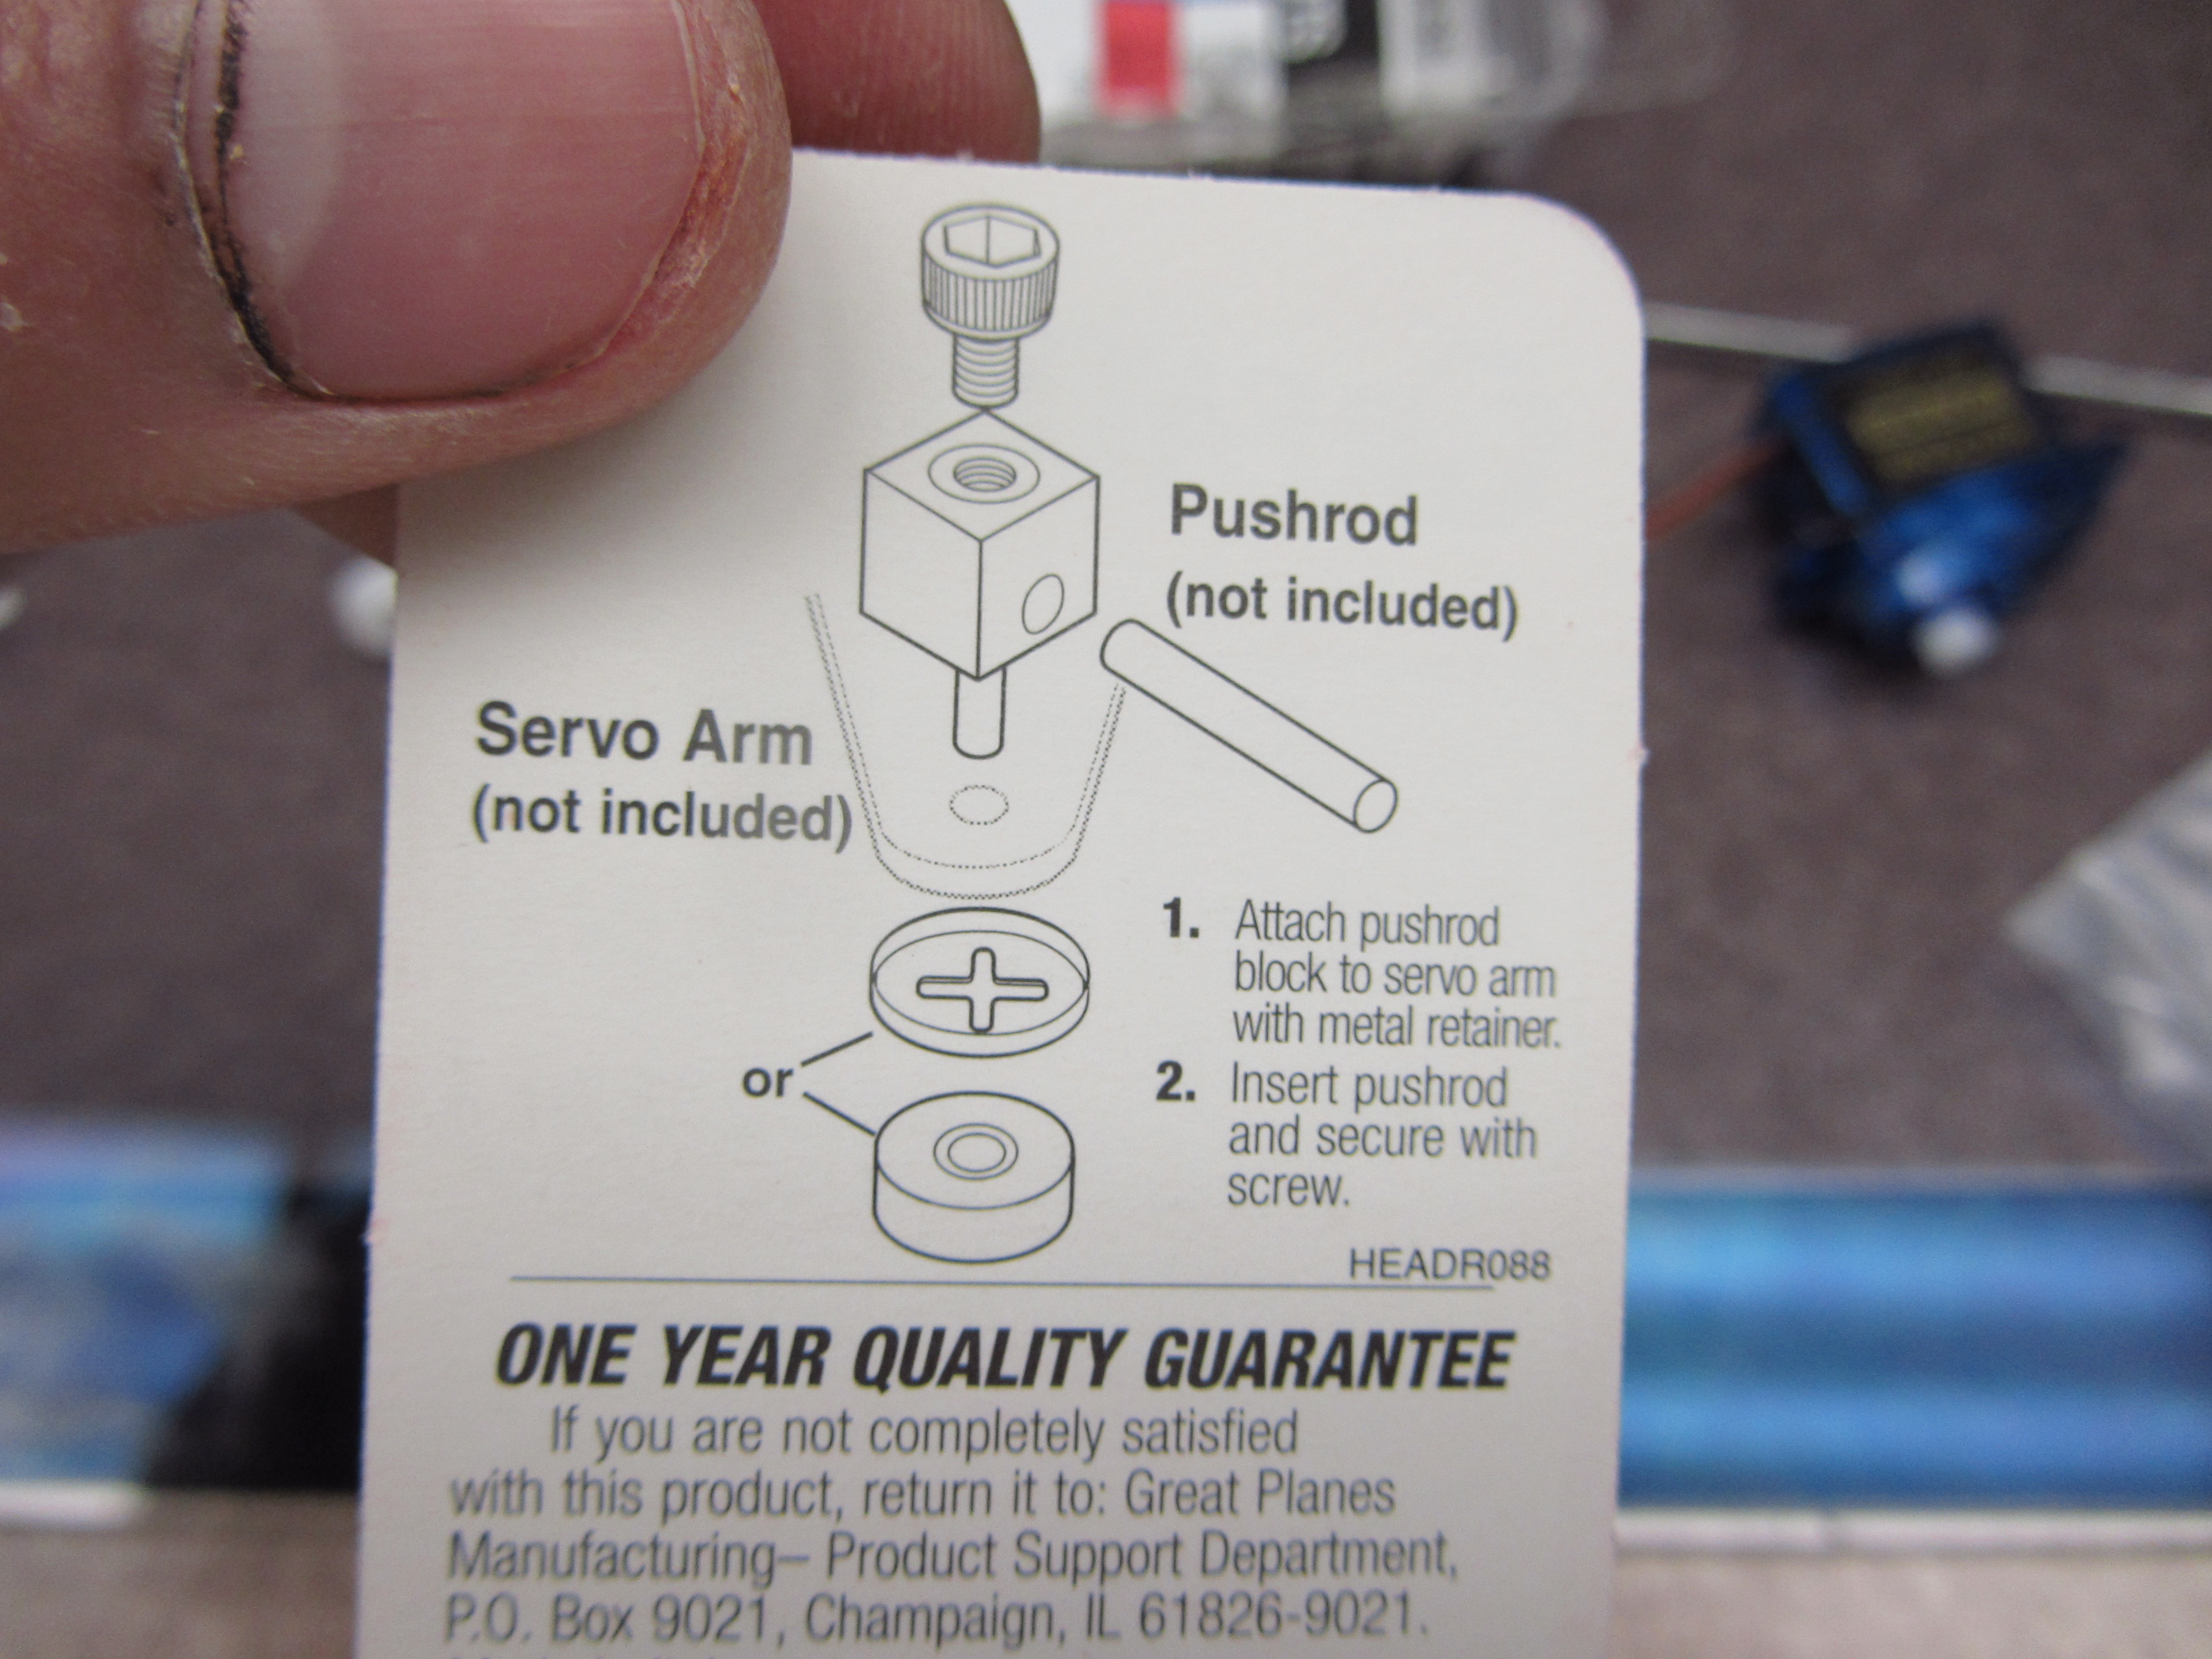 Pushrod
(not included)
Servo Arm
(not included)
or
1. Attach pushrod
block to servo arm
with metal retainer.
2. Insert pushrod
and secure with
screw.
HEADR088
ONE YEAR QUALITY GUARANTEE
If you are not completely satisfied
with this product, return it to: Great Planes
Manufacturing– Product Support Department,
P.O. Box 9021, Champaign, IL 61826-9021.